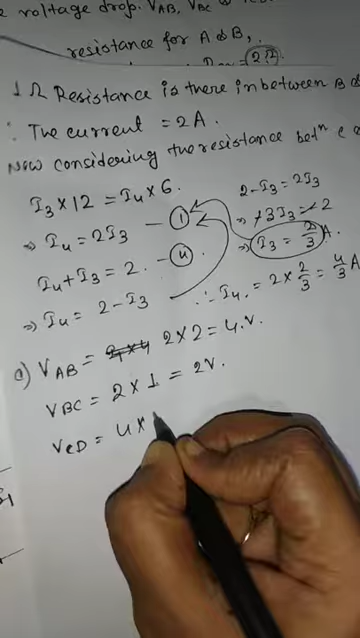 voltage drop. VAB, VBC
resistance for A & B,
1Ω Resistance is there in between B &
∴ The current = 2A.
Now considering the resistance betⁿ C
I₃ × 12 = I₄ × 6.
⇒ I₄ = 2I₃ — ①
I₄ + I₃ = 2. — ④
⇒ I₄ = 2 - I₃
2 - I₃ = 2I₃
⇒ +3I₃ = +2
⇒ I₃ = 2/3 A.
∴ I₄ = 2 × 2/3 = 4/3 A
a) VAB = 2 × 2 = 4.V.
VBC = 2 × 1 = 2V.
VCD = 4 ×